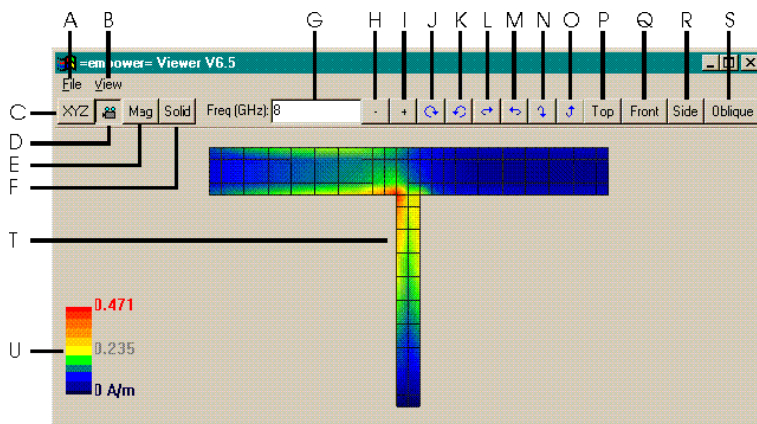 A B G H I J K L M N O P Q R S
=empower= Viewer V6.5
File View
C XYZ Mag Solid Freq (GHz): 8 - + Top Front Side Oblique
D
E
F
T
0.471
U 0.235
0 A/m